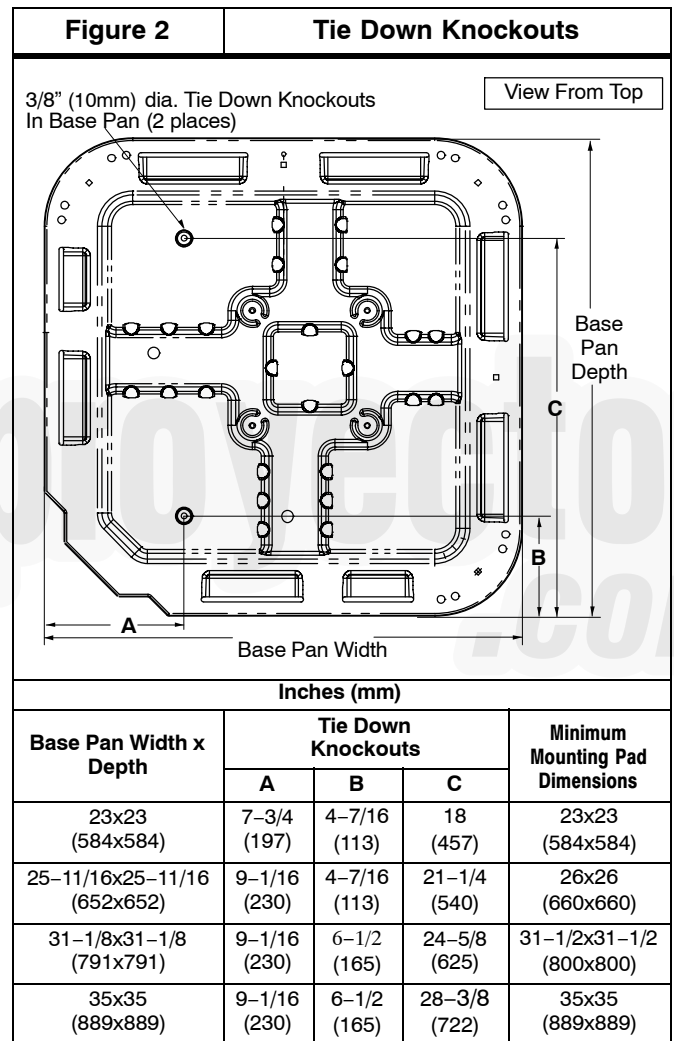 Figure 2
Tie Down Knockouts
View From Top
3/8” (10mm) dia. Tie Down Knockouts
In Base Pan (2 places)
Base
Pan
Depth
C
B
A
Base Pan Width
proyecto
.com
Inches (mm)
Base Pan Width x
Depth
Tie Down
Knockouts
Minimum
Mounting Pad
Dimensions
A B C
23x23 7−3/4 4−7/16 18 23x23
(584x584) (197) (113) (457) (584x584)
25−11/16x25−11/16 9−1/16 4−7/16 21−1/4 26x26
(652x652) (230) (113) (540) (660x660)
31−1/8x31−1/8 9−1/16 6−1/2 24−5/8 31−1/2x31−1/2
(791x791) (230) (165) (625) (800x800)
35x35 9−1/16 6−1/2 28−3/8 35x35
(889x889) (230) (165) (722) (889x889)